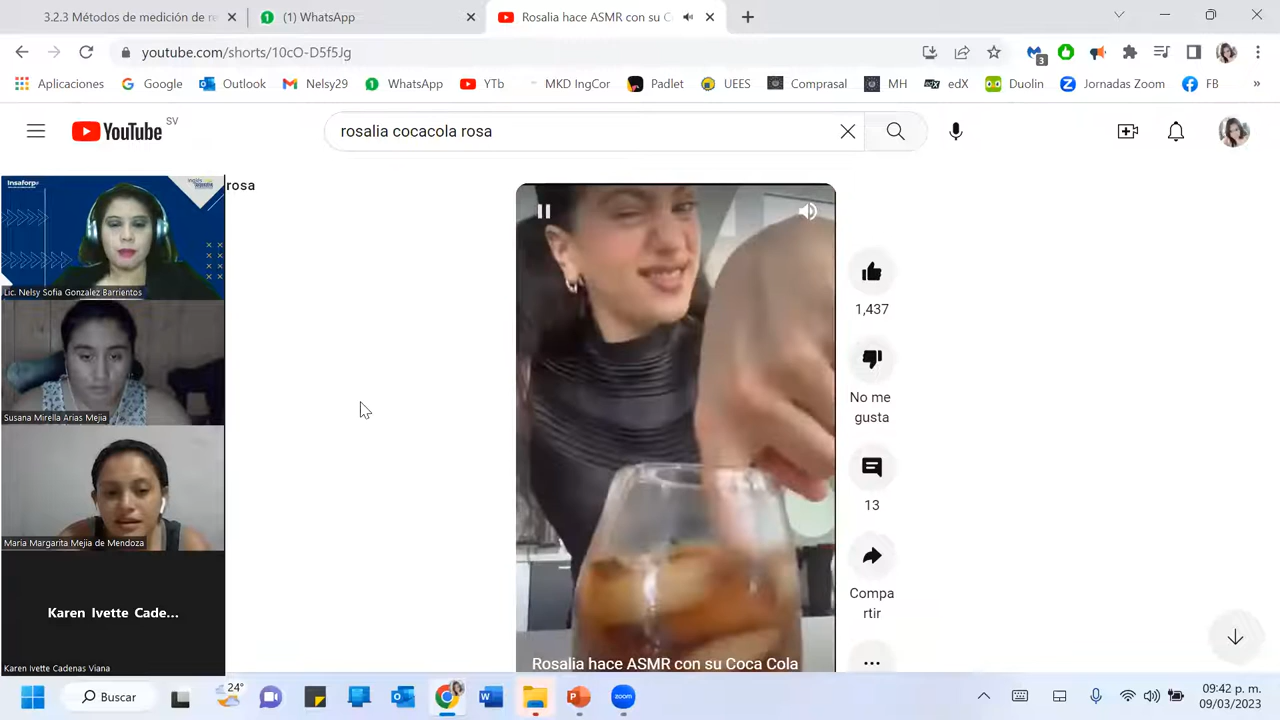 3.2.3 Métodos de medición de re
(1) WhatsApp
Rosalia hace ASMR con su C
youtube.com/shorts/10cO-D5f5Jg
3
Aplicaciones
Google
Outlook
Nelsy3SI
WhatsApp
YTb
MKD IngCor
Padlet
UEES
Comprasal
MH
edX
Duolin
Jornadas Zoom
FB
»
YouTube SV
rosalia cocacola rosa
rosa
Insaforp
Lic. Nelsy Sofia Gonzalez Barrientos
Susana Mirella Arias Mejia
Maria Margarita Mejia de Mendoza
Karen Ivette Cade...
Karen Ivette Cadenas Viana
1,437
No me
gusta
13
Compa
rtir
Rosalia hace ASMR con su Coca Cola
24°
Buscar
zoom
09:42 p. m.
09/03/2023